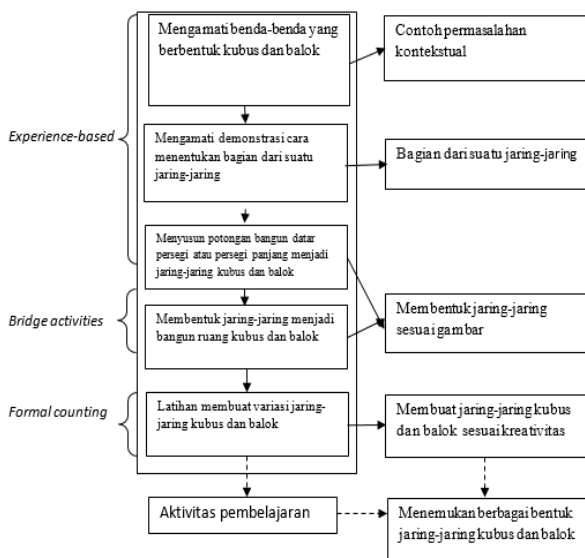 Mengamati benda-benda yang
berbentuk kubus dan balok
Contoh permasalahan
kontekstual
Experience-based
Mengamati demonstrasi cara
menentukan bagian dari suatu
jaring-jaring
Bagian dari suatu jaring-jaring
Menyusun potongan bangun datar
persegi atau persegi panjang menjadi
jaring-jaring kubus dan balok
Bridge activities
Membentuk jaring-jaring menjadi
bangun ruang kubus dan balok
Membentuk jaring-jaring
sesuai gambar
Formal counting
Latihan membuat variasi jaring-
jaring kubus dan balok
Membuat jaring-jaring kubus
dan balok sesuai kreativitas
Aktivitas pembelajaran
Menemukan berbagai bentuk
jaring-jaring kubus dan balok